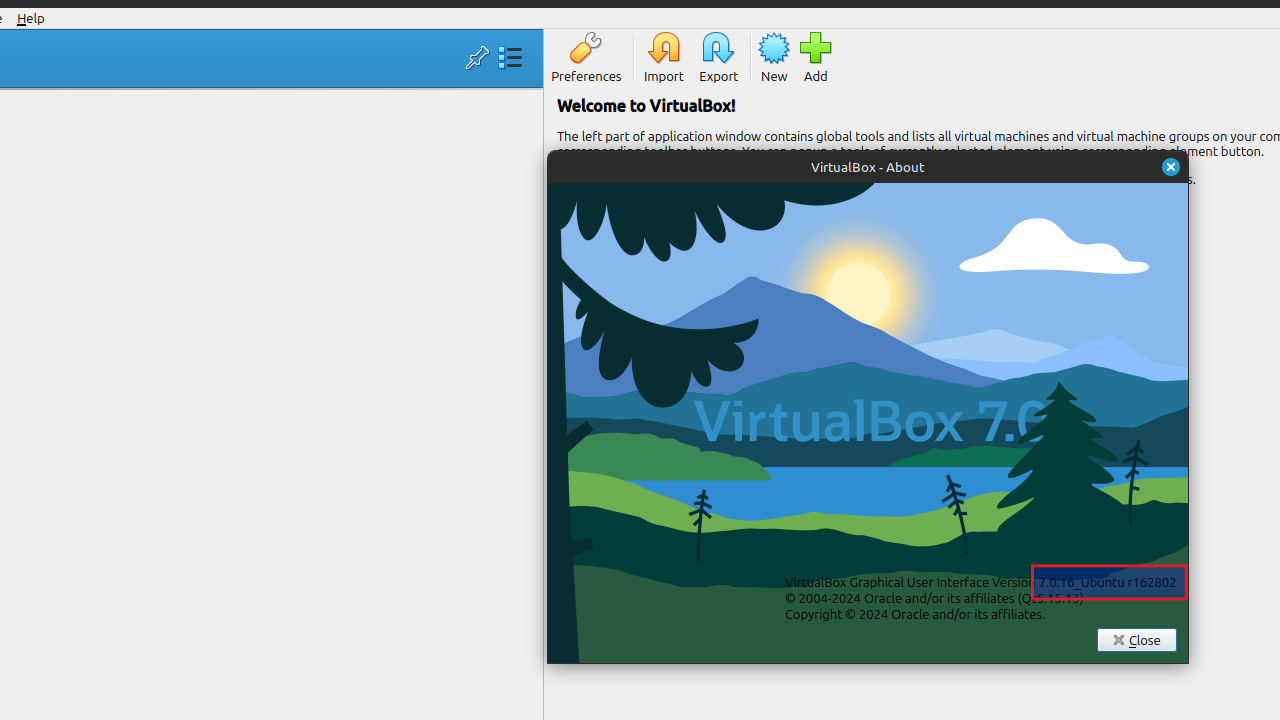 Help
Preferences
Import
Export
New
Add
Welcome to VirtualBox!
The left part of application window contains global tools and lists all virtual machines and virtual machine groups on your
corresponding element button.
VirtualBox - About
VirtualBox 7.0
VirtualBox Graphical User Interface Version 7.0.16_Ubuntu r162802
© 2004-2024 Oracle and/or its affiliates (Qt5.15.13)
Copyright © 2024 Oracle and/or its affiliates.
Close